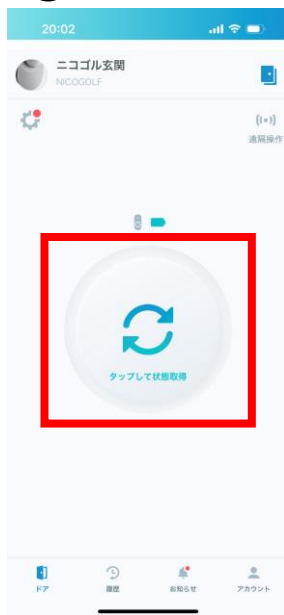 20:02
ニコゴル玄関
NICOGOLF
遠隔操作
タップして状態取得
ドア
履歴
お知らせ
アカウント